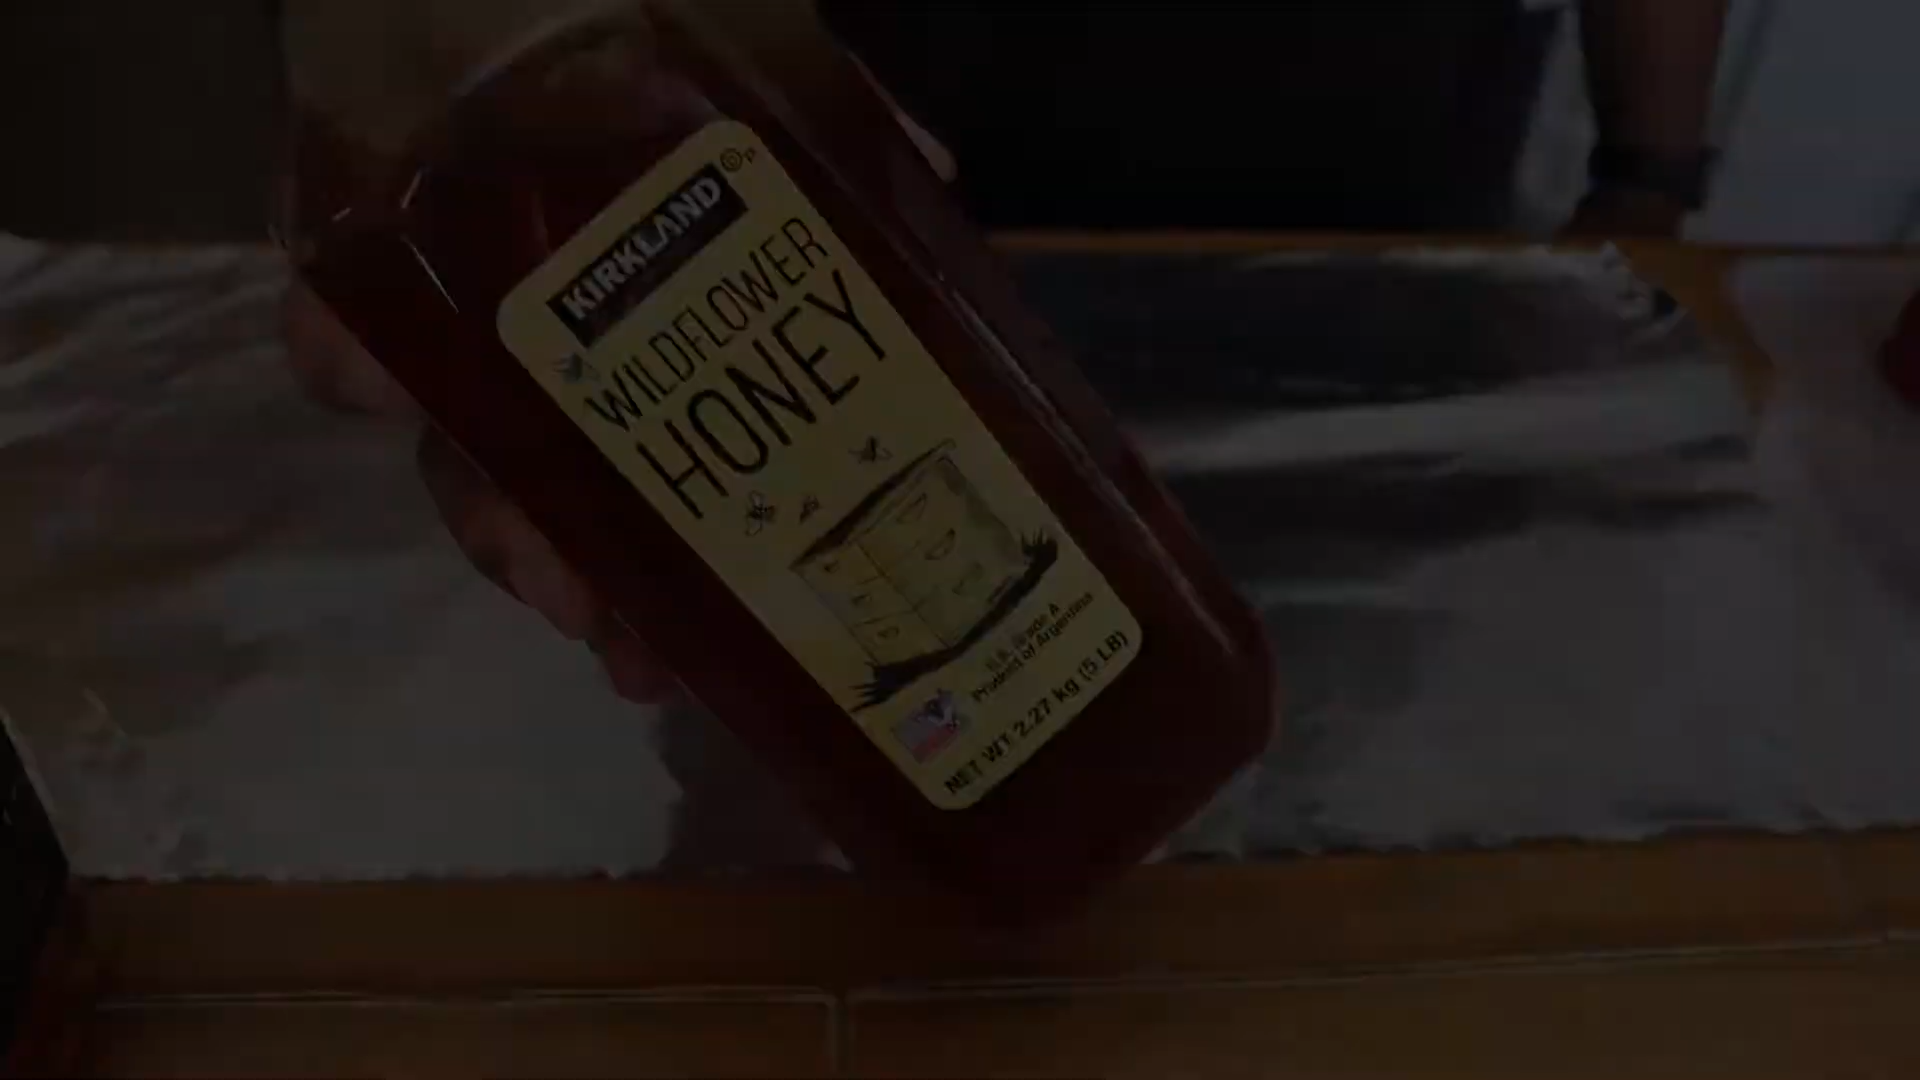 KIRKLAND
WILDFLOWER
HONEY
U.S. Grade A
Product of Argentina
NET WT 2.27 kg (5 LB)